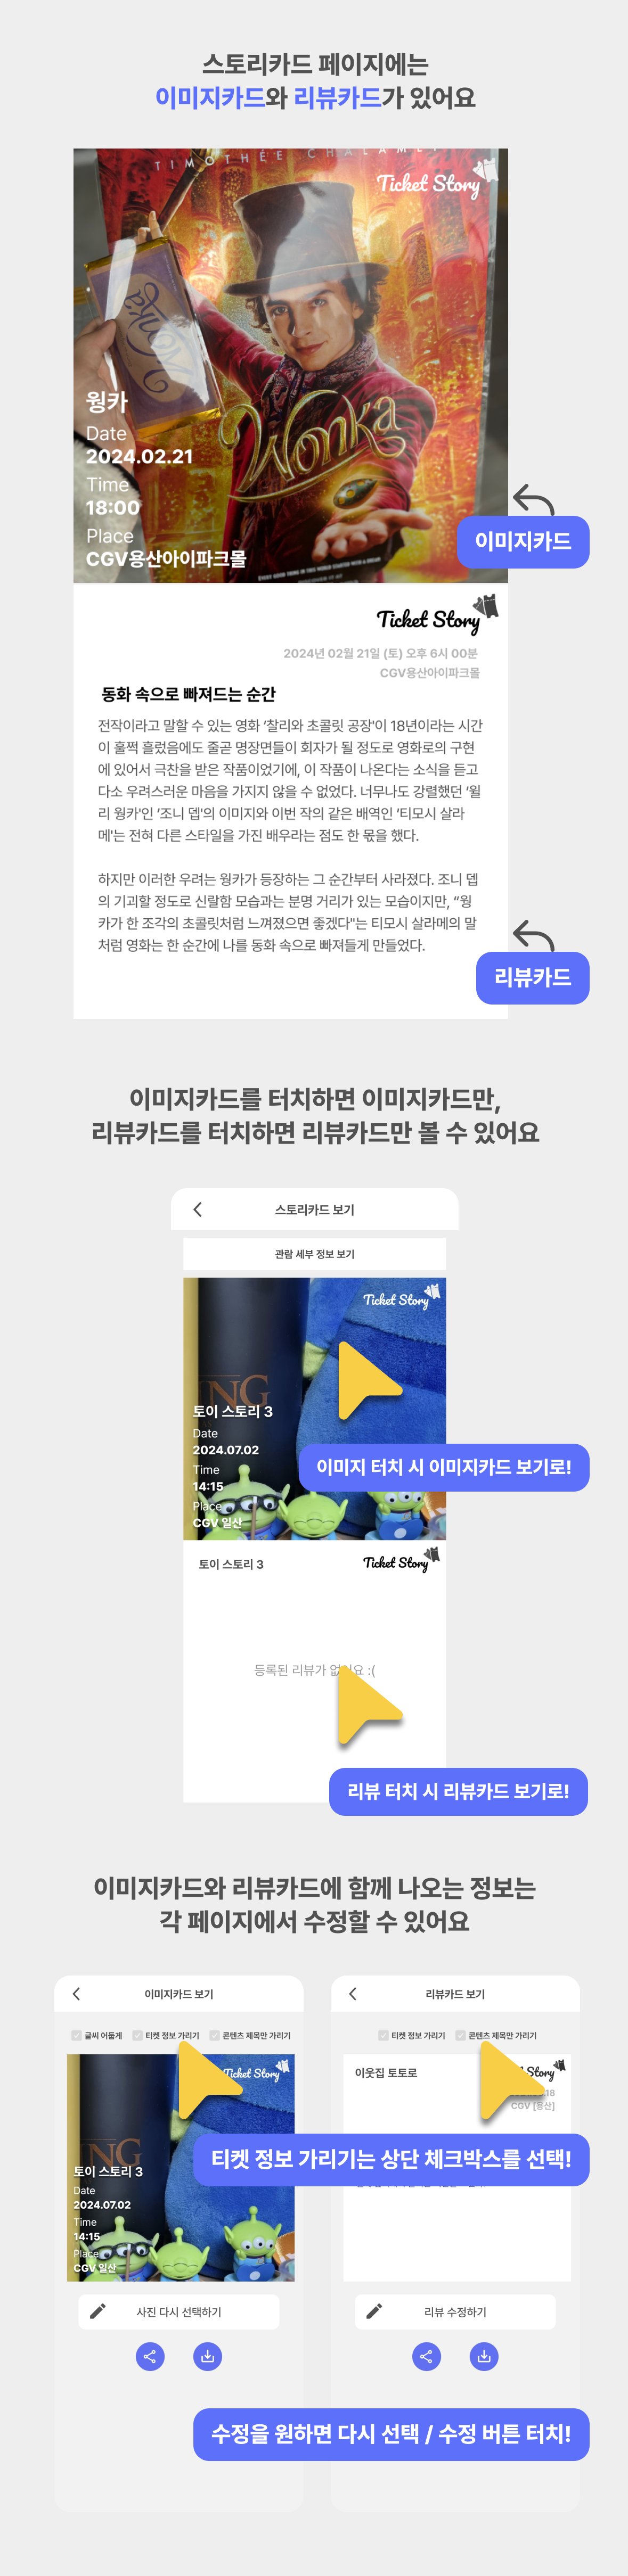 스토리카드 페이지에는
이미지카드와 리뷰카드가 있어요
TIMOTHÉE CHALAMET
Ticket Story
Wonka
Wonka
웡카
Date
2024.02.21
Time
18:00
Place
CGV용산아이파크몰
이미지카드
Ticket Story
2024년 02월 21일 (토) 오후 6시 00분
CGV용산아이파크몰
동화 속으로 빠져드는 순간
전작이라고 말할 수 있는 영화 '찰리와 초콜릿 공장'이 18년이라는 시간
이 훌쩍 흘렀음에도 줄곧 명장면들이 회자가 될 정도로 영화로의 구현
에 있어서 극찬을 받은 작품이었기에, 이 작품이 나온다는 소식을 듣고
다소 우려스러운 마음을 가지지 않을 수 없었다. 너무나도 강렬했던 '윌
리 웡카'인 '조니 뎁'의 이미지와 이번 작의 같은 배역인 '티모시 살라
메'는 전혀 다른 스타일을 가진 배우라는 점도 한 몫을 했다.
하지만 이러한 우려는 웡카가 등장하는 그 순간부터 사라졌다. 조니 뎁
의 기괴할 정도로 신랄함 모습과는 분명 거리가 있는 모습이지만, "웡
카가 한 조각의 초콜릿처럼 느껴졌으면 좋겠다"는 티모시 살라메의 말
처럼 영화는 한 순간에 나를 동화 속으로 빠져들게 만들었다.
리뷰카드
이미지카드를 터치하면 이미지카드만,
리뷰카드를 터치하면 리뷰카드만 볼 수 있어요
스토리카드 보기
관람 세부 정보 보기
Ticket Story
NG
토이 스토리 3
Date
2024.07.02
Time
14:15
Place
CGV 일산
이미지 터치 시 이미지카드 보기로!
토이 스토리 3
Ticket Story
등록된 리뷰가 없어요 :(
리뷰 터치 시 리뷰카드 보기로!
이미지카드와 리뷰카드에 함께 나오는 정보는
각 페이지에서 수정할 수 있어요
이미지카드 보기
글씨 어둡게 티켓 정보 가리기 콘텐츠 제목만 가리기
Ticket Story
NG
토이 스토리 3
Date
2024.07.02
Time
14:15
Place
CGV 일산
사진 다시 선택하기
리뷰카드 보기
티켓 정보 가리기 콘텐츠 제목만 가리기
이웃집 토토로
Story
18
CGV [용산]
리뷰 수정하기
티켓 정보 가리기는 상단 체크박스를 선택!
수정을 원하면 다시 선택 / 수정 버튼 터치!